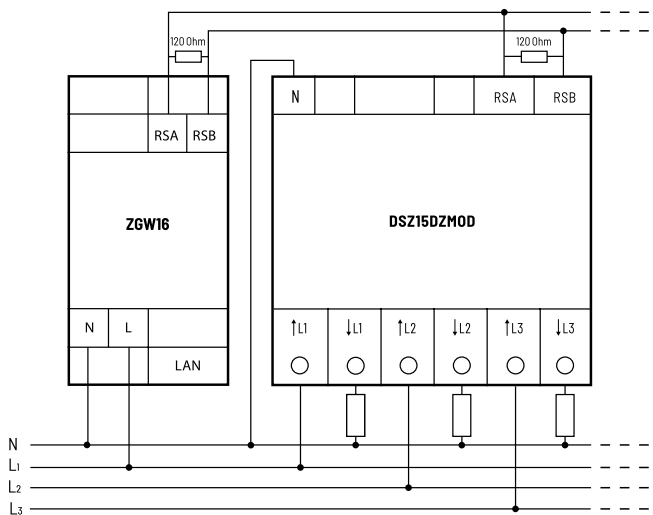 120 Ohm
120 Ohm
N
RSA
RSB
RSA
RSB
ZGW16
DSZ15DZMOD
N
L
↑L1
↓L1
↑L2
↓L2
↑L3
↓L3
LAN
N
L1
L2
L3